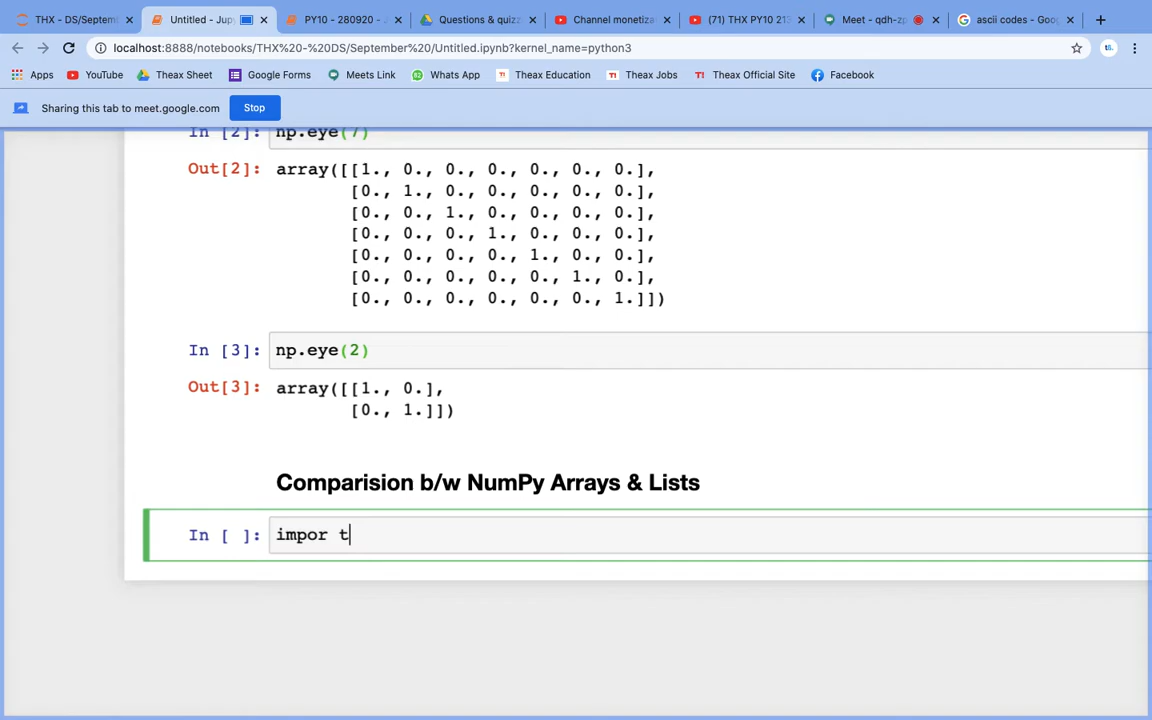 THX - DS/Septem
Untitled - Jupy
PY10 - 280920 - J
Questions & quizz
Channel monetiza
(71) THX PY10 213
Meet - qdh-zp
ascii codes - Goo
localhost:8888/notebooks/THX%20-%20DS/September%20/Untitled.ipynb?kernel_name=python3
Apps YouTube Theax Sheet Google Forms Meets Link Whats App Theax Education Theax Jobs Theax Official Site Facebook
Sharing this tab to meet.google.com Stop
In [2]: np.eye(7)
Out[2]: array([[1., 0., 0., 0., 0., 0., 0.],
[0., 1., 0., 0., 0., 0., 0.],
[0., 0., 1., 0., 0., 0., 0.],
[0., 0., 0., 1., 0., 0., 0.],
[0., 0., 0., 0., 1., 0., 0.],
[0., 0., 0., 0., 0., 1., 0.],
[0., 0., 0., 0., 0., 0., 1.]])
In [3]: np.eye(2)
Out[3]: array([[1., 0.],
[0., 1.]])
Comparision b/w NumPy Arrays & Lists
In [ ]: impor t